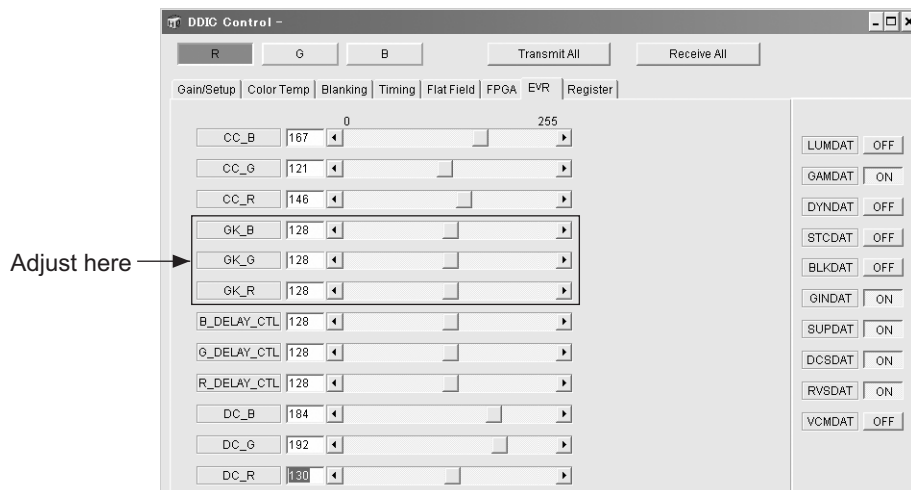 DDIC Control -
R G B Transmit All Receive All
Gain/Setup Color Temp Blanking Timing Flat Field FPGA EVR Register
0 255
CC_B 167
CC_G 121
CC_R 146
GK_B 128
Adjust here GK_G 128
GK_R 128
B_DELAY_CTL 128
G_DELAY_CTL 128
R_DELAY_CTL 128
DC_B 184
DC_G 192
DC_R 130
LUMDAT OFF
GAMDAT ON
DYNDAT OFF
STCDAT OFF
BLKDAT OFF
GINDAT ON
SUPDAT ON
DCSDAT ON
RVSDAT ON
VCMDAT OFF